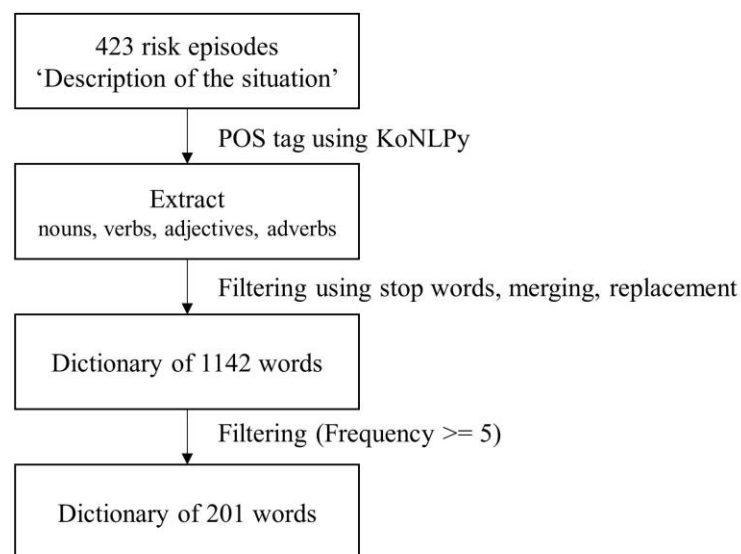 423 risk episodes
‘Description of the situation’
POS tag using KoNLPy
Extract
nouns, verbs, adjectives, adverbs
Filtering using stop words, merging, replacement
Dictionary of 1142 words
Filtering (Frequency >= 5)
Dictionary of 201 words